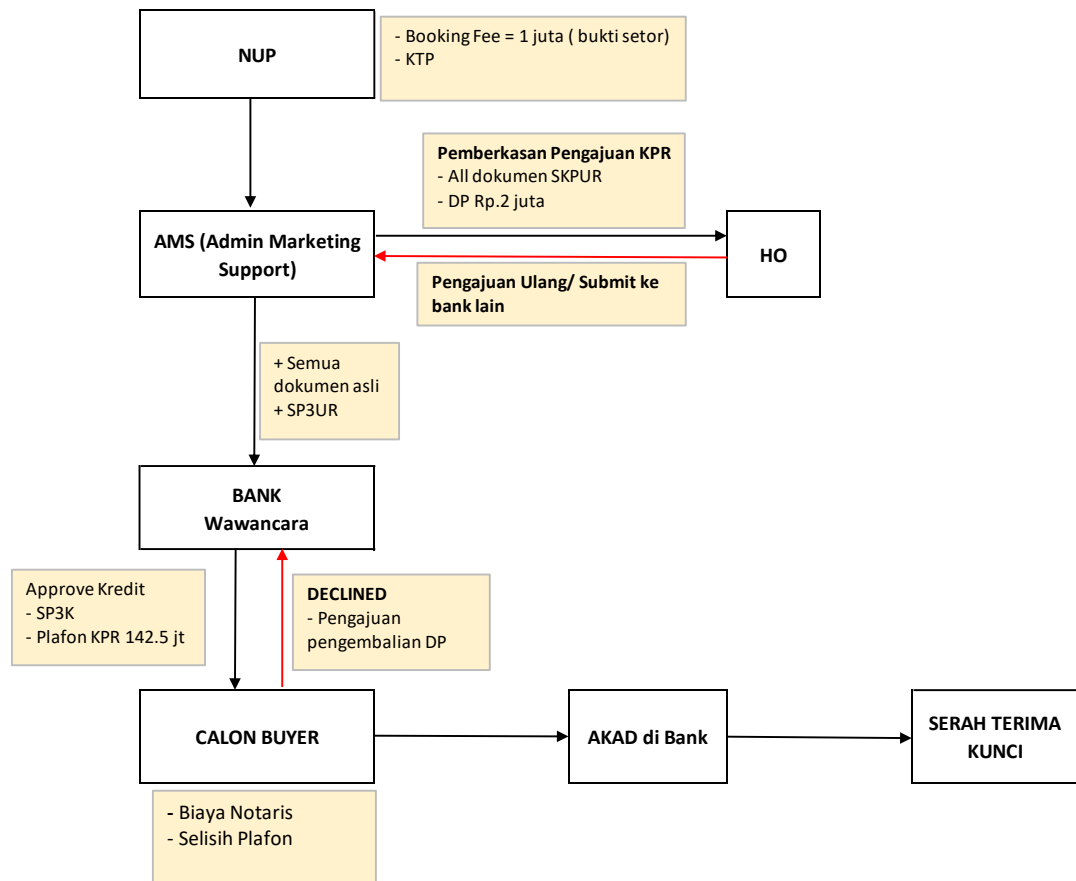 NUP
- Booking Fee = 1 juta ( bukti setor)
- KTP
Pemberkasan Pengajuan KPR
- All dokumen SKPUR
- DP Rp.2 juta
AMS (Admin Marketing
Support)
HO
Pengajuan Ulang/ Submit ke
bank lain
+ Semua
dokumen asli
+ SP3UR
BANK
Wawancara
Approve Kredit
- SP3K
- Plafon KPR 142.5 jt
DECLINED
- Pengajuan
pengembalian DP
CALON BUYER
AKAD di Bank
SERAH TERIMA
KUNCI
- Biaya Notaris
- Selisih Plafon